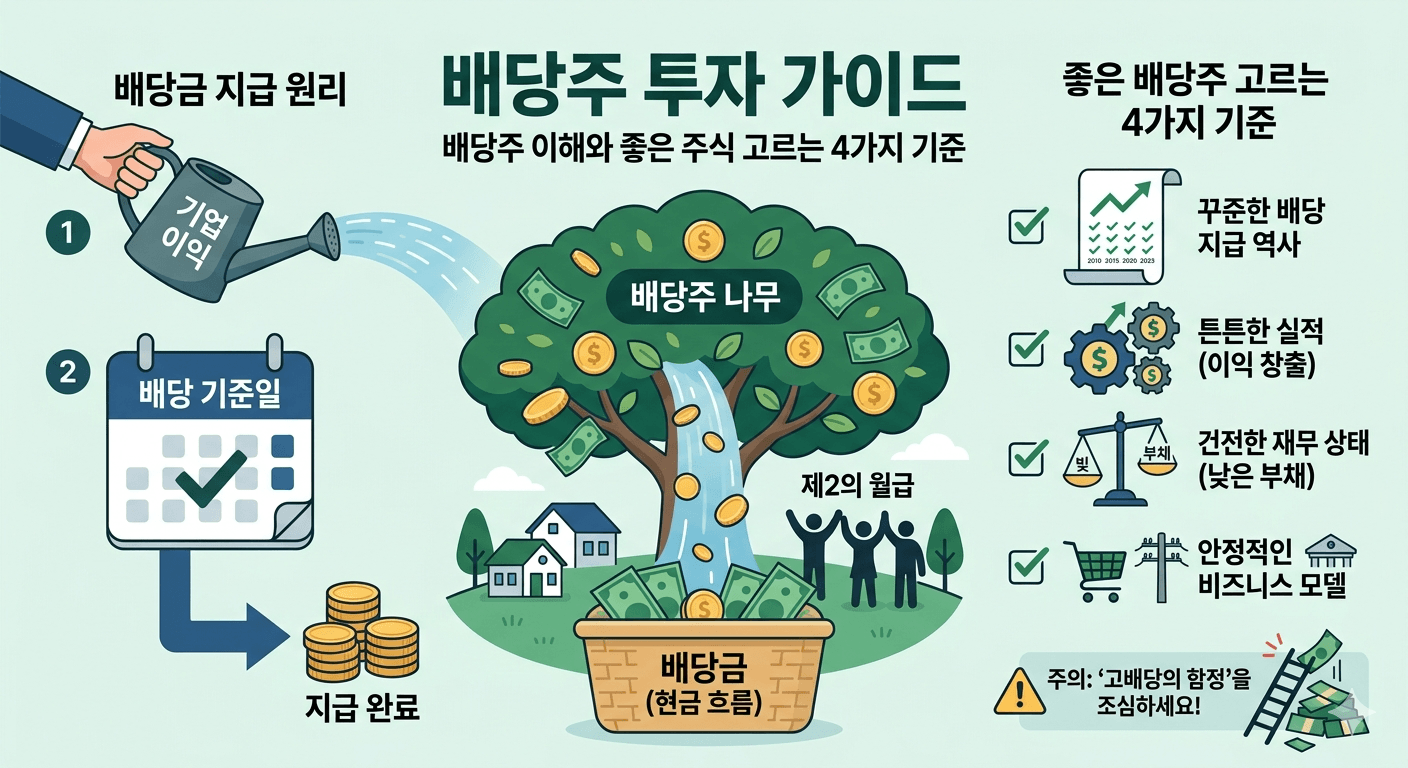 배당주 투자 가이드
배당주 이해와 좋은 주식 고르는 4가지 기준
배당금 지급 원리
1
기업
이익
2
배당 기준일
지급 완료
배당주 나무
제2의 월급
배당금
(현금 흐름)
좋은 배당주 고르는
4가지 기준
2010 2015 2020 2023
꾸준한 배당
지급 역사
튼튼한 실적
(이익 창출)
빚
부채
건전한 재무 상태
(낮은 부채)
안정적인
비즈니스 모델
주의: ‘고배당의 함정’을
조심하세요!